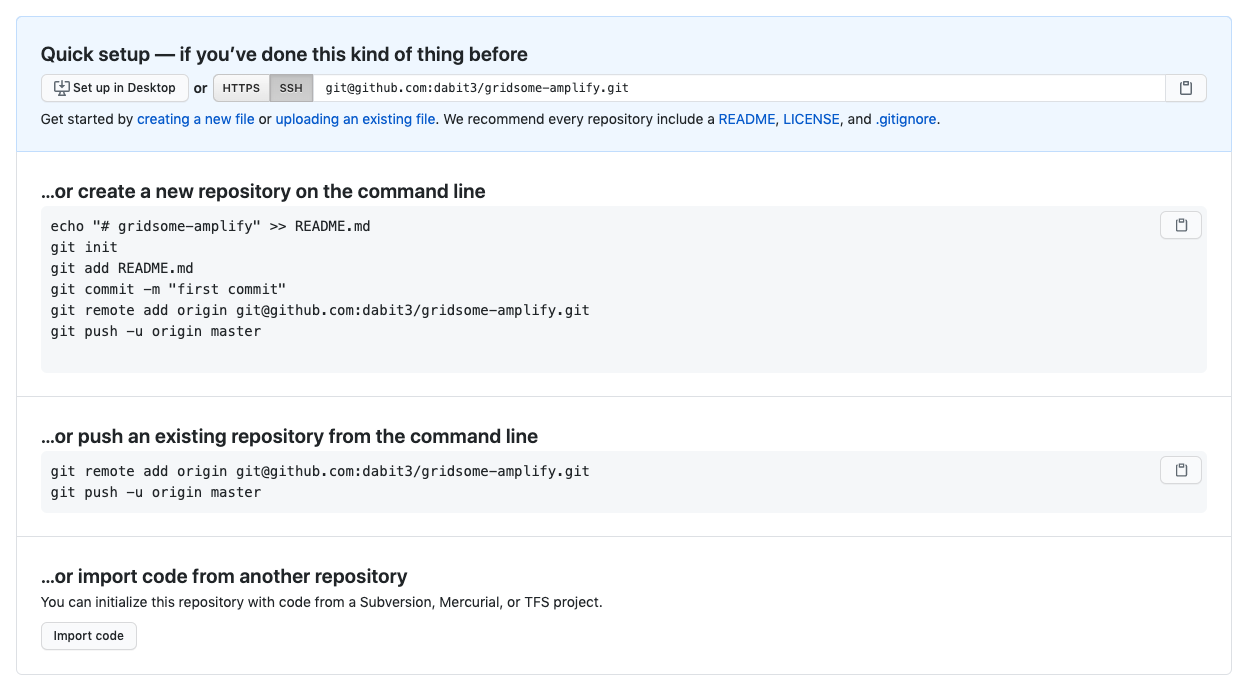 Quick setup — if you’ve done this kind of thing before
Set up in Desktop or HTTPS SSH git@github.com:dabit3/gridsome-amplify.git
Get started by creating a new file or uploading an existing file. We recommend every repository include a README, LICENSE, and .gitignore.
…or create a new repository on the command line
echo "# gridsome-amplify" >> README.md
git init
git add README.md
git commit -m "first commit"
git remote add origin git@github.com:dabit3/gridsome-amplify.git
git push -u origin master
…or push an existing repository from the command line
git remote add origin git@github.com:dabit3/gridsome-amplify.git
git push -u origin master
…or import code from another repository
You can initialize this repository with code from a Subversion, Mercurial, or TFS project.
Import code